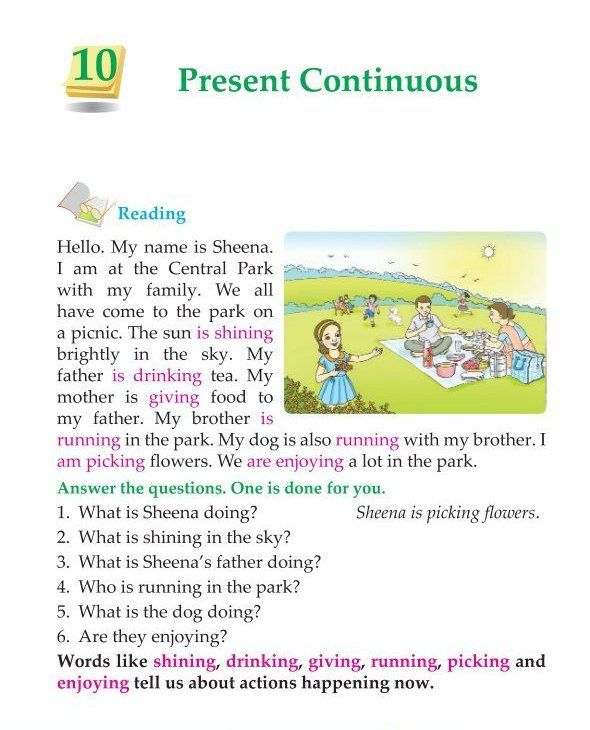 10
Present Continuous
Reading
Hello. My name is Sheena.
I am at the Central Park
with my family. We all
have come to the park on
a picnic. The sun is shining
brightly in the sky. My
father is drinking tea. My
mother is giving food to
my father. My brother is
running in the park. My dog is also running with my brother. I
am picking flowers. We are enjoying a lot in the park.
Answer the questions. One is done for you.
1. What is Sheena doing? Sheena is picking flowers.
2. What is shining in the sky?
3. What is Sheena's father doing?
4. Who is running in the park?
5. What is the dog doing?
6. Are they enjoying?
Words like shining, drinking, giving, running, picking and
enjoying tell us about actions happening now.